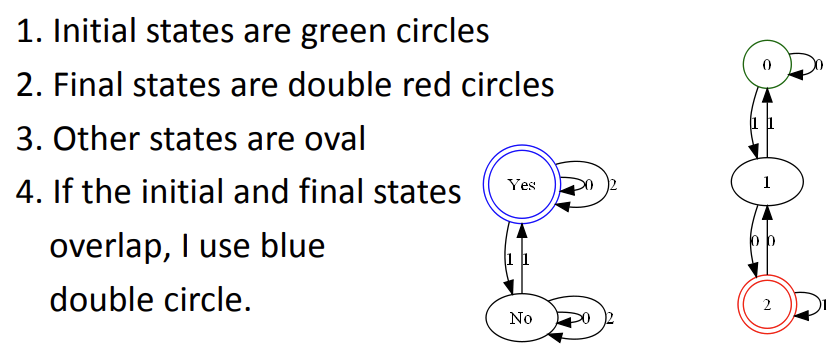 1. Initial states are green circles
2. Final states are double red circles
3. Other states are oval
4. If the initial and final states
overlap, I use blue
double circle.
Yes
0
2
1
1
No
0
2
0
0
1
1
1
0
0
2
1